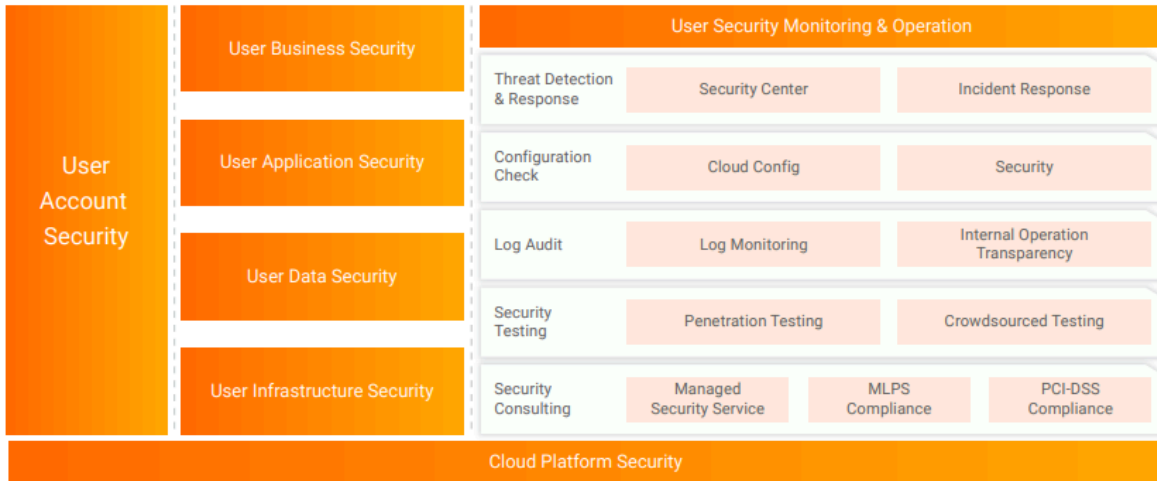 User
Account
Security
User Business Security
User Application Security
User Data Security
User Infrastructure Security
User Security Monitoring & Operation
Threat Detection
& Response
Security Center
Incident Response
Configuration
Check
Cloud Config
Security
Log Audit
Log Monitoring
Internal Operation
Transparency
Security
Testing
Penetration Testing
Crowdsourced Testing
Security
Consulting
Managed
Security Service
MLPS
Compliance
PCI-DSS
Compliance
Cloud Platform Security